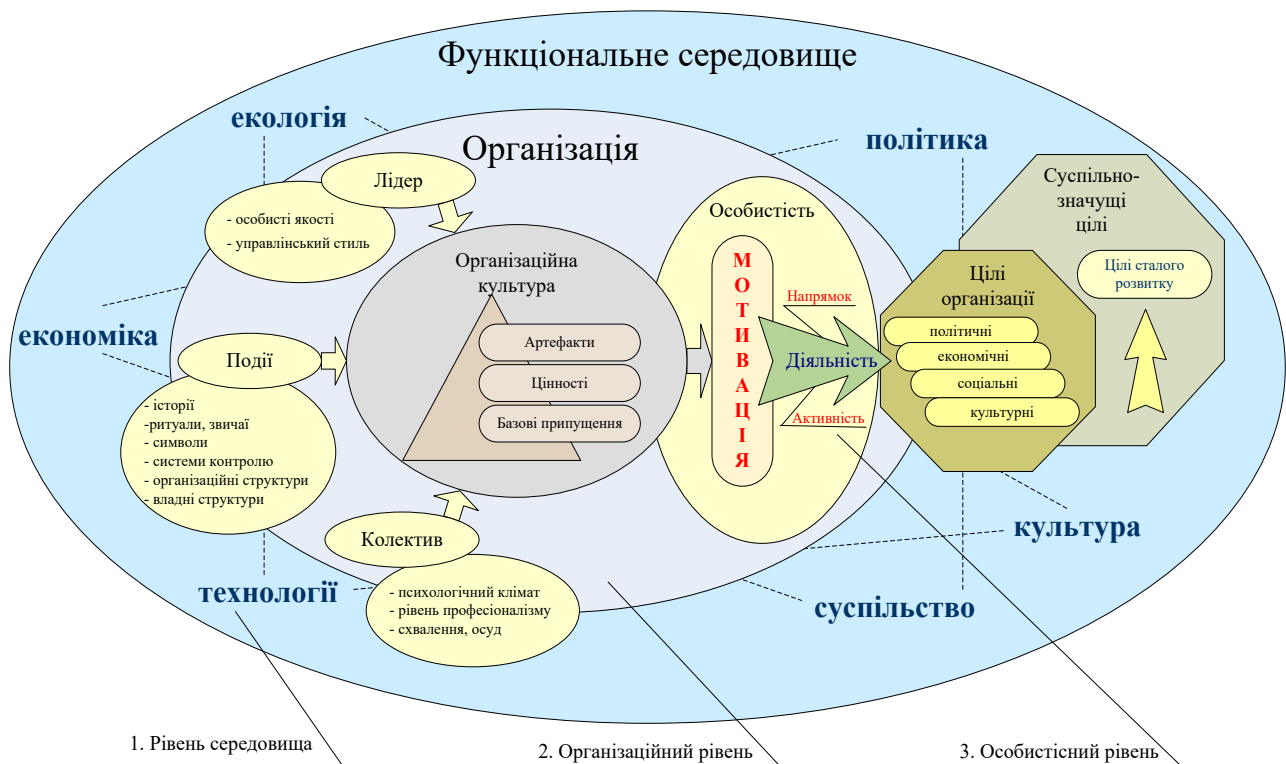 Функціональне середовище
екологія
політика
Організація
Лідер
- особисті якості
- управлінський стиль
Особистість
Суспільно-
значущі
цілі
Цілі сталого
розвитку
Організаційна
культура
Артефакти
Цінності
Базові припущення
М
О
Т
И
В
А
Ц
І
Я
Напрямок
Діяльність
Активність
Цілі
організації
політичні
економічні
соціальні
культурні
економіка
Події
- історії
-ритуали, звичаї
- символи
- системи контролю
- організаційні структури
- владні структури
Колектив
- психологічний клімат
- рівень професіоналізму
- схвалення, осуд
технології
культура
суспільство
1. Рівень середовища
2. Організаційний рівень
3. Особистісний рівень